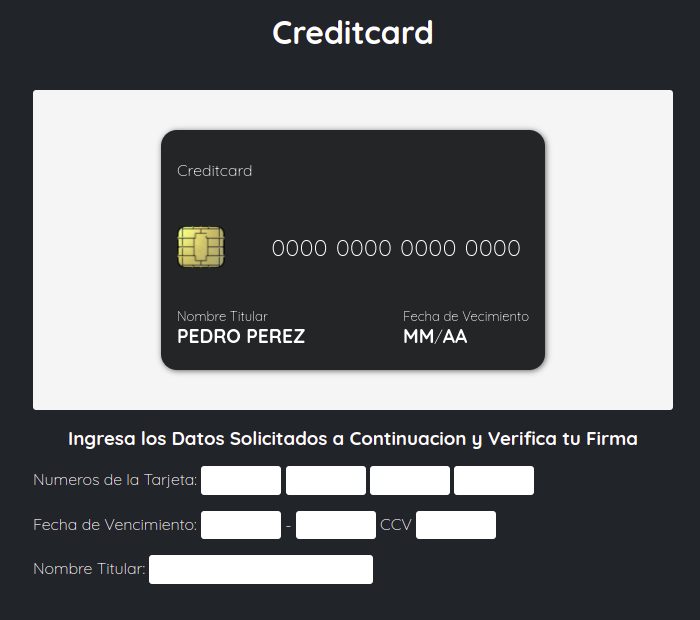 Creditcard
Creditcard
0000 0000 0000 0000
Nombre Titular
PEDRO PEREZ
Fecha de Vecimiento
MM/AA
Ingresa los Datos Solicitados a Continuacion y Verifica tu Firma
Numeros de la Tarjeta:
Fecha de Vencimiento: - CCV
Nombre Titular: